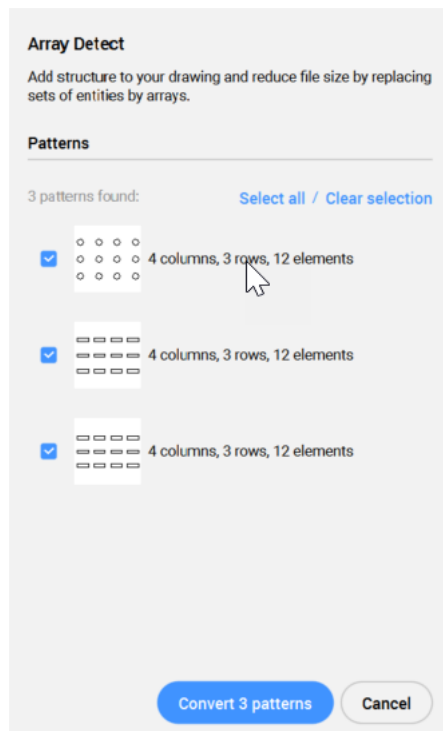 Array Detect
Add structure to your drawing and reduce file size by replacing
sets of entities by arrays.
Patterns
3 patterns found: Select all / Clear selection
4 columns, 3 rows, 12 elements
4 columns, 3 rows, 12 elements
4 columns, 3 rows, 12 elements
Convert 3 patterns Cancel